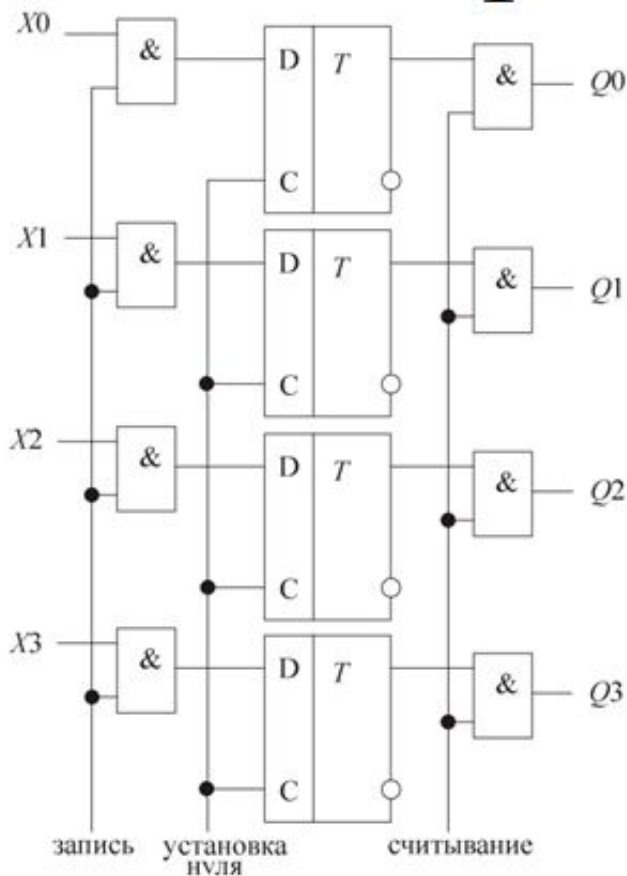 X0
&
D T
&
Q0
C
X1
&
D T
&
Q1
C
X2
&
D T
&
Q2
C
X3
&
D T
&
Q3
C
запись установка считывание
нуля